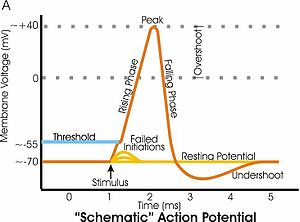 A
~+40
Peak
Overshoot
Membrane Voltage (mV)
Rising Phase
Falling Phase
0
Threshold
Failed
Initiations
~-55
~-70
Resting Potential
Stimulus
Undershoot
0
1
2
3
4
5
Time (ms)
"Schematic" Action Potential